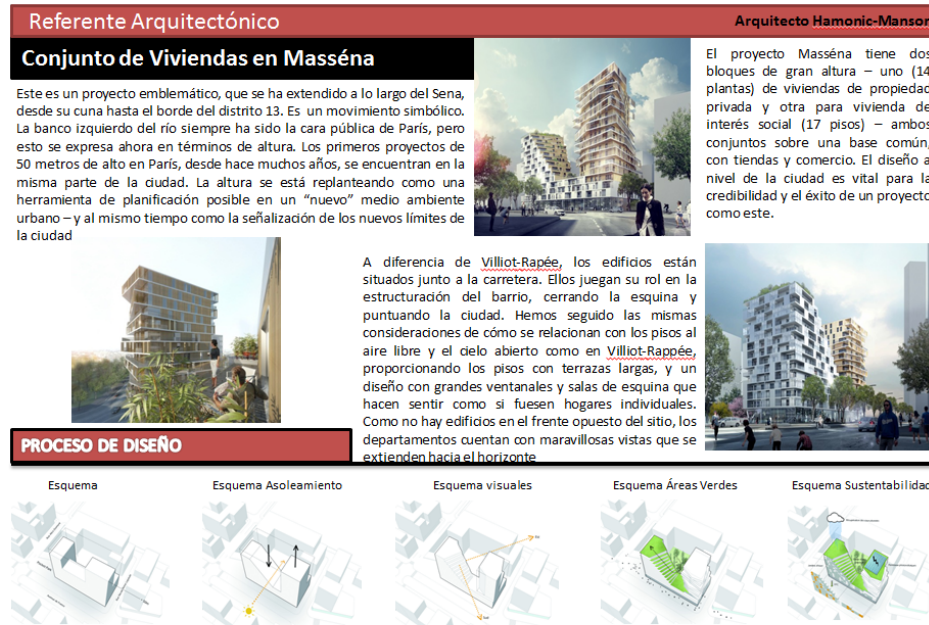 Referente Arquitectónico
Arquitecto Hamonic-Manson
Conjunto de Viviendas en Masséna
Este es un proyecto emblemático, que se ha extendido a lo largo del Sena,
desde su cuna hasta el borde del distrito 13. Es un movimiento simbólico.
La banco izquierdo del río siempre ha sido la cara pública de París, pero
esto se expresa ahora en términos de altura. Los primeros proyectos de
50 metros de alto en París, desde hace muchos años, se encuentran en la
misma parte de la ciudad. La altura se está replanteando como una
herramienta de planificación posible en un “nuevo” medio ambiente
urbano – y al mismo tiempo como la señalización de los nuevos límites de
la ciudad
El proyecto Masséna tiene dos
bloques de gran altura – uno (14
plantas) de viviendas de propiedad
privada y otra para vivienda de
interés social (17 pisos) – ambos
conjuntos sobre una base común,
con tiendas y comercio. El diseño a
nivel de la ciudad es vital para la
credibilidad y el éxito de un proyecto
como este.
A diferencia de Villiot-Rapée, los edificios están
situados junto a la carretera. Ellos juegan su rol en la
estructuración del barrio, cerrando la esquina y
puntuando la ciudad. Hemos seguido las mismas
consideraciones de cómo se relacionan con los pisos al
aire libre y el cielo abierto como en Villiot-Rappée,
proporcionando los pisos con terrazas largas, y un
diseño con grandes ventanales y salas de esquina que
hacen sentir como si fuesen hogares individuales.
Como no hay edificios en el frente opuesto del sitio, los
departamentos cuentan con maravillosas vistas que se
extienden hacia el horizonte
PROCESO DE DISEÑO
Esquema
Esquema Asoleamiento
Esquema visuales
Esquema Áreas Verdes
Esquema Sustentabilidad